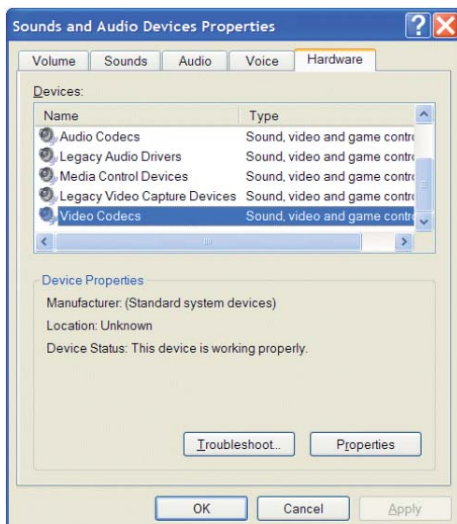 Sounds and Audio Devices Properties
Volume Sounds Audio Voice Hardware
Devices:
Name Type
Audio Codecs Sound, video and game contr
Legacy Audio Drivers Sound, video and game contr
Media Control Devices Sound, video and game contr
Legacy Video Capture Devices Sound, video and game contr
Video Codecs Sound, video and game contr
Device Properties
Manufacturer: (Standard system devices)
Location: Unknown
Device Status: This device is working properly.
Troubleshoot... Properties
OK Cancel Apply